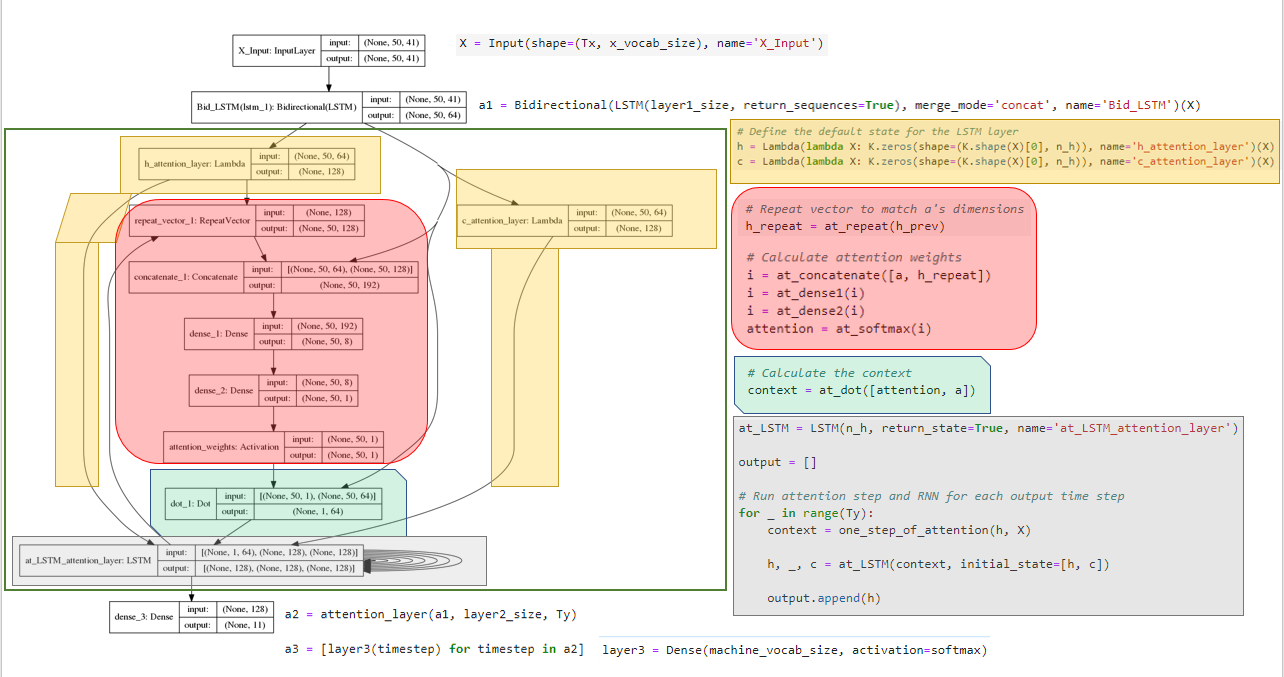 X_Input: InputLayer
input: (None, 50, 41)
output: (None, 50, 41)
X = Input(shape=(Tx, x_vocab_size), name='X_Input')
Bid_LSTM(lstm_1): Bidirectional(LSTM)
input: (None, 50, 41)
output: (None, 50, 64)
a1 = Bidirectional(LSTM(layer1_size, return_sequences=True), merge_mode='concat', name='Bid_LSTM')(X)
h_attention_layer: Lambda
input: (None, 50, 64)
output: (None, 128)
repeat_vector_1: RepeatVector
input: (None, 128)
output: (None, 50, 128)
c_attention_layer: Lambda
input: (None, 50, 64)
output: (None, 128)
concatenate_1: Concatenate
input: [(None, 50, 64), (None, 50, 128)]
output: (None, 50, 192)
dense_1: Dense
input: (None, 50, 192)
output: (None, 50, 8)
dense_2: Dense
input: (None, 50, 8)
output: (None, 50, 1)
attention_weights: Activation
input: (None, 50, 1)
output: (None, 50, 1)
dot_1: Dot
input: [(None, 50, 1), (None, 50, 64)]
output: (None, 1, 64)
at_LSTM_attention_layer: LSTM
input: [(None, 1, 64), (None, 128), (None, 128)]
output: [(None, 128), (None, 128), (None, 128)]
dense_3: Dense
input: (None, 128)
output: (None, 11)
# Define the default state for the LSTM layer
h = Lambda(lambda X: K.zeros(shape=(K.shape(X)[0], n_h)), name='h_attention_layer')(X)
c = Lambda(lambda X: K.zeros(shape=(K.shape(X)[0], n_h)), name='c_attention_layer')(X)
# Repeat vector to match a's dimensions
h_repeat = at_repeat(h_prev)
# Calculate attention weights
i = at_concatenate([a, h_repeat])
i = at_dense1(i)
i = at_dense2(i)
attention = at_softmax(i)
# Calculate the context
context = at_dot([attention, a])
at_LSTM = LSTM(n_h, return_state=True, name='at_LSTM_attention_layer')
output = []
# Run attention step and RNN for each output time step
for _ in range(Ty):
context = one_step_of_attention(h, X)
h, _, c = at_LSTM(context, initial_state=[h, c])
output.append(h)
a2 = attention_layer(a1, layer2_size, Ty)
a3 = [layer3(timestep) for timestep in a2]
layer3 = Dense(machine_vocab_size, activation=softmax)